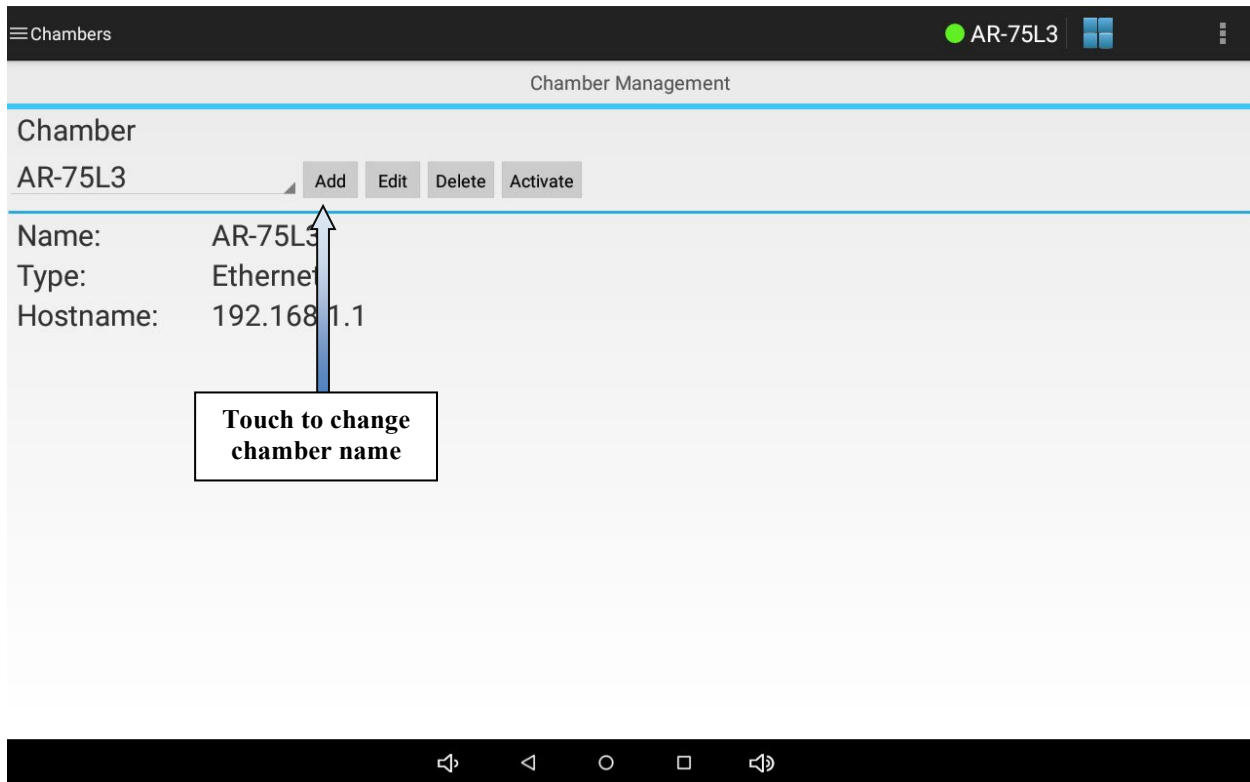 Chambers
AR-75L3
Chamber Management
Chamber
AR-75L3
Add
Edit
Delete
Activate
Name: AR-75L3
Type: Ethernet
Hostname: 192.168.1.1
Touch to change
chamber name